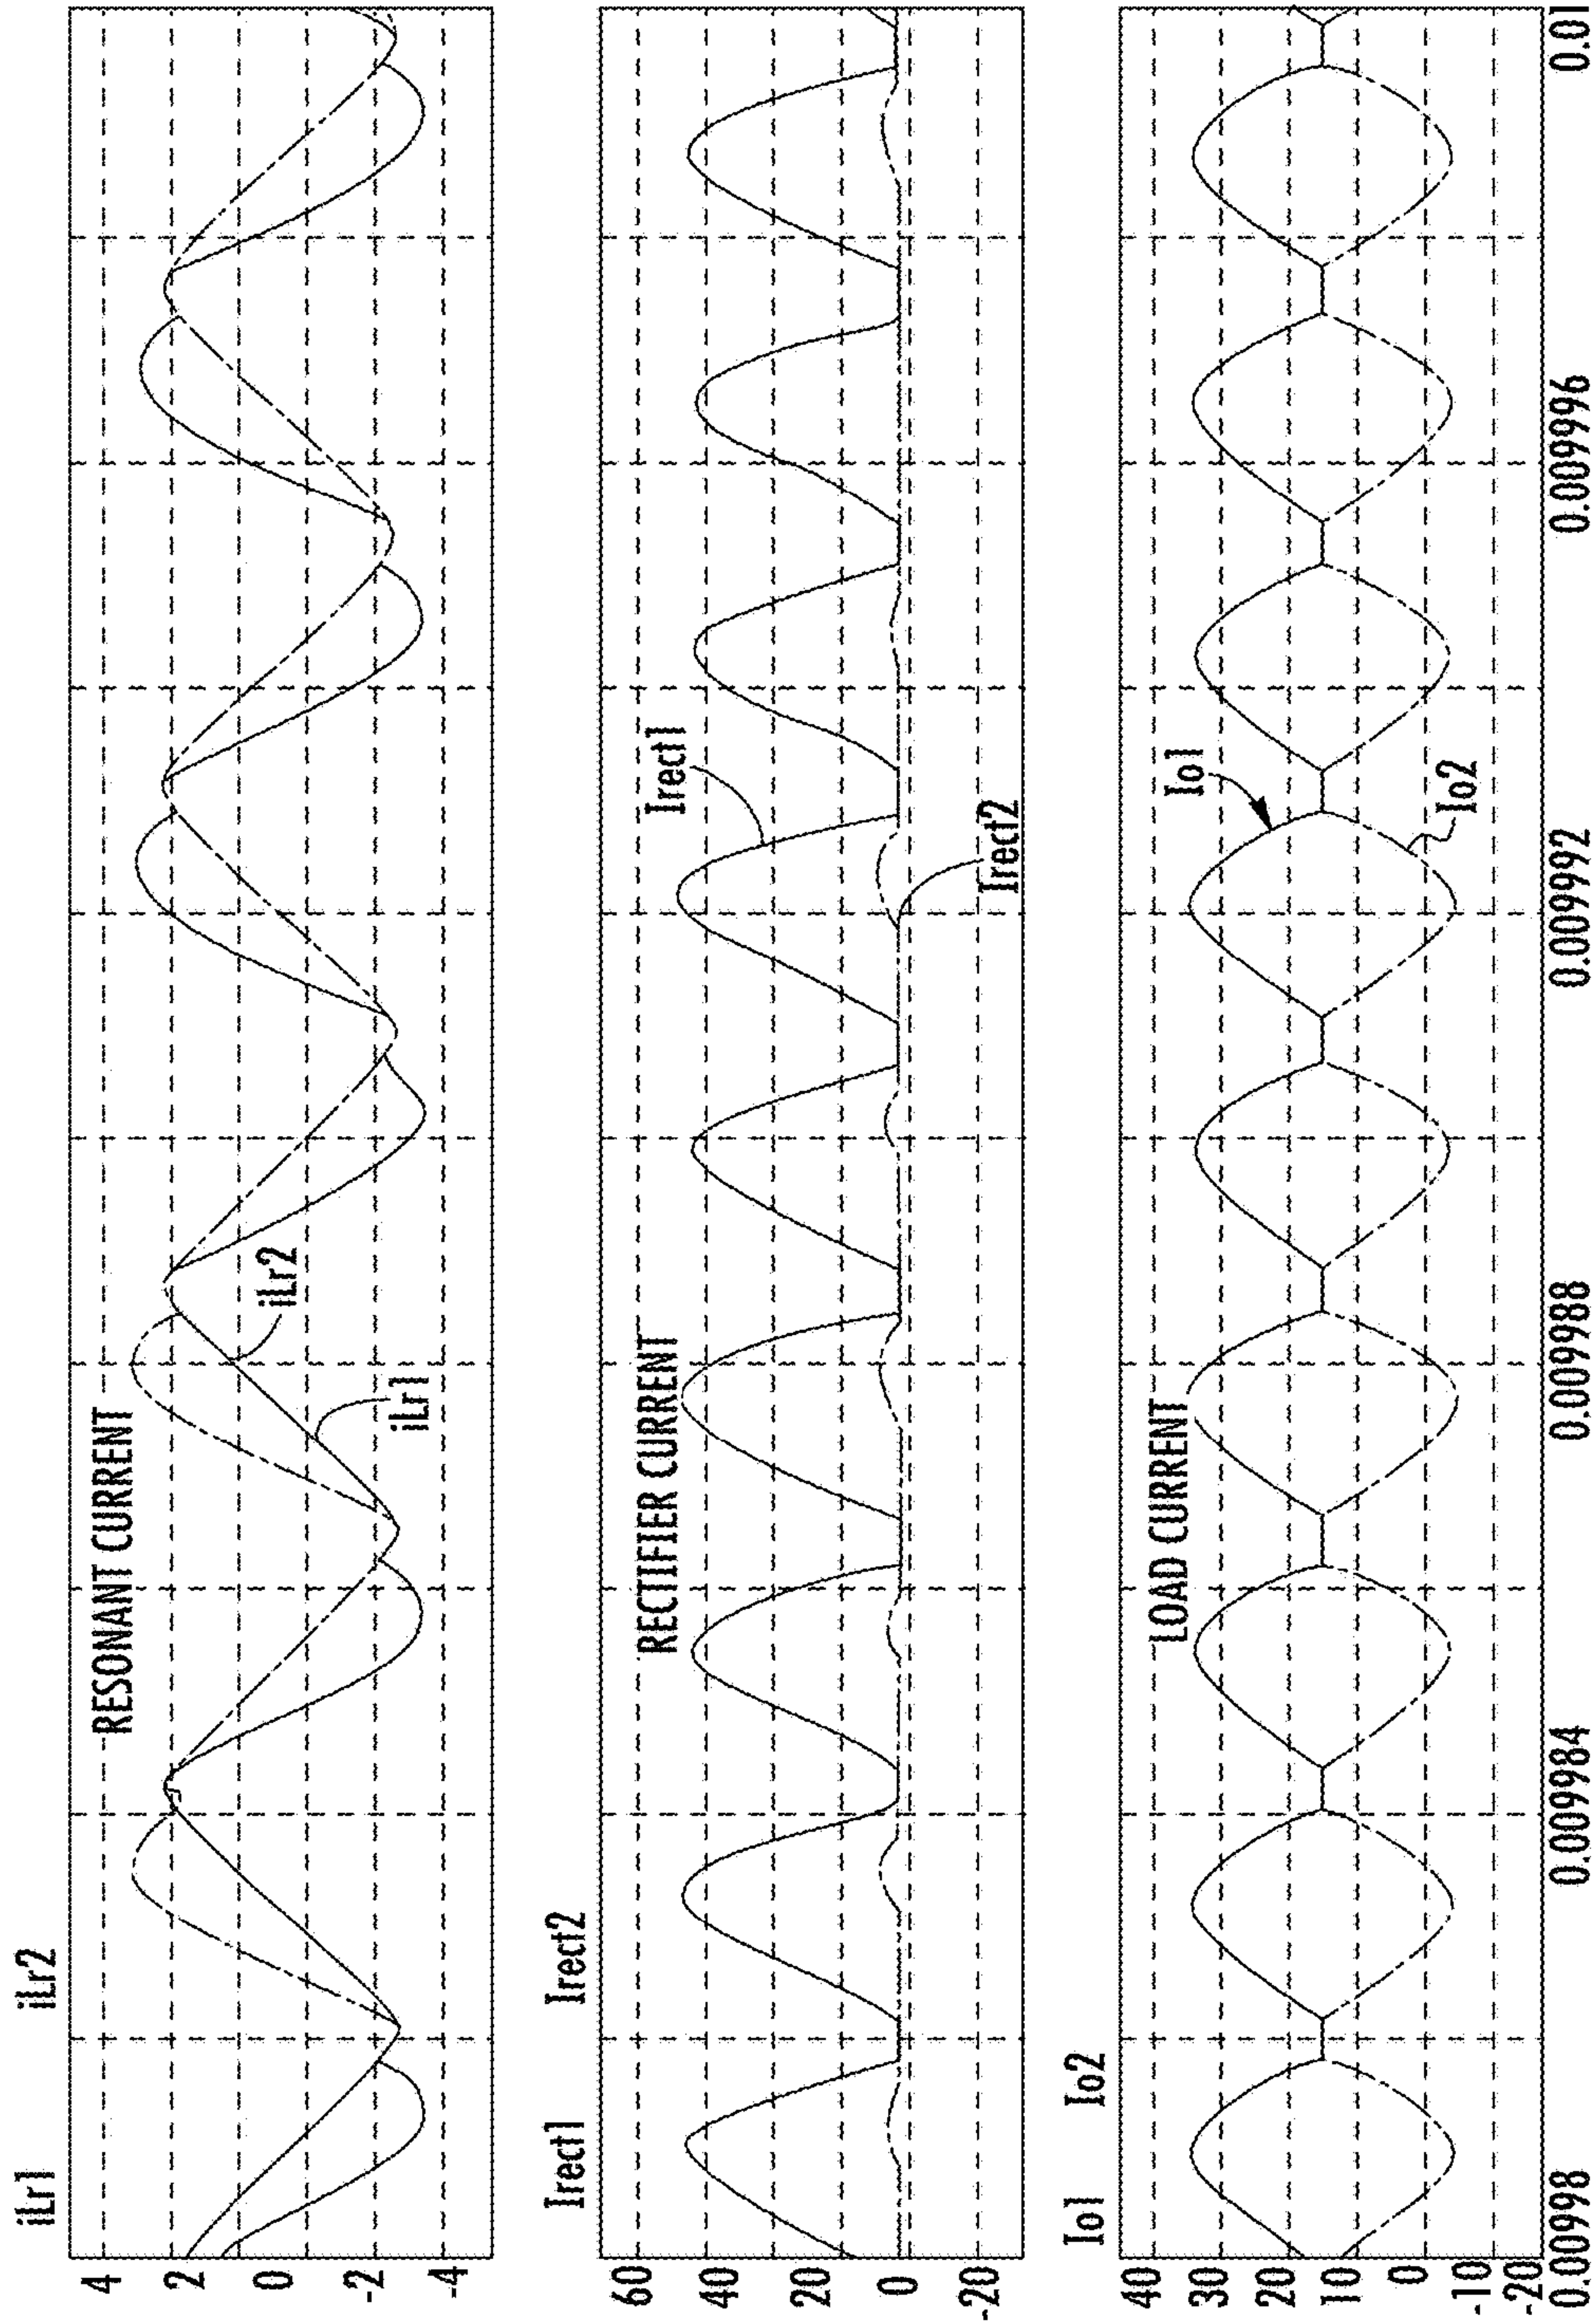 iLr1 iLr2
RESONANT CURRENT
4
2
0
-2
-4
iLr2
iLr1
Irect1 Irect2
RECTIFIER CURRENT
60
40
20
0
-20
Irect1
Irect2
Io1 Io2
LOAD CURRENT
40
30
20
10
0
-10
-20
Io1
Io2
0.00998 0.009984 0.009988 0.009992 0.009996 0.01